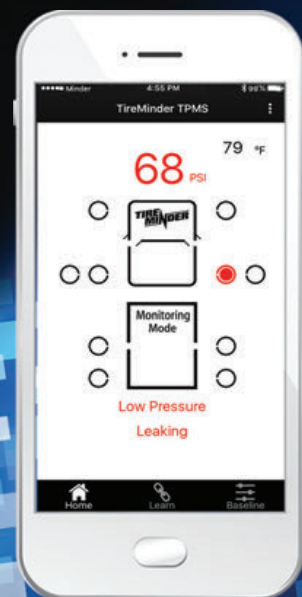 Minder 4:55 PM 98%
TireMinder TPMS
79 °F
68 PSI
TIRE
MINDER
Monitoring
Mode
Low Pressure
Leaking
Home Learn Baseline